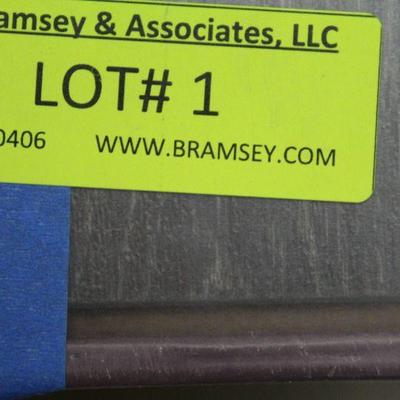 amsey & Associates, LLC
LOT# 1
0406 WWW.BRAMSEY.COM